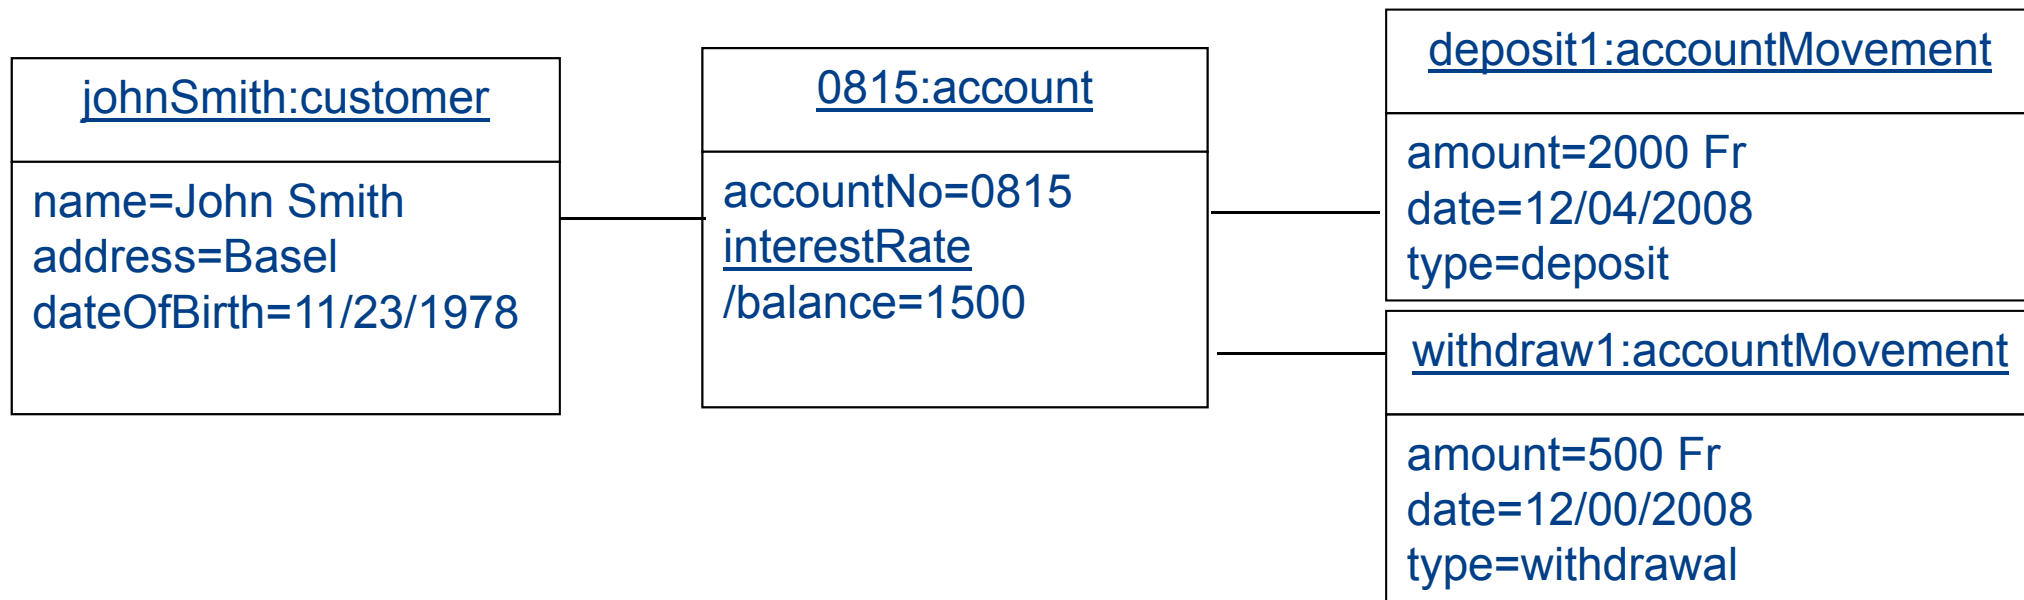 johnSmith:customer
name=John Smith
address=Basel
dateOfBirth=11/23/1978
0815:account
accountNo=0815
interestRate
/balance=1500
deposit1:accountMovement
amount=2000 Fr
date=12/04/2008
type=deposit
withdraw1:accountMovement
amount=500 Fr
date=12/00/2008
type=withdrawal